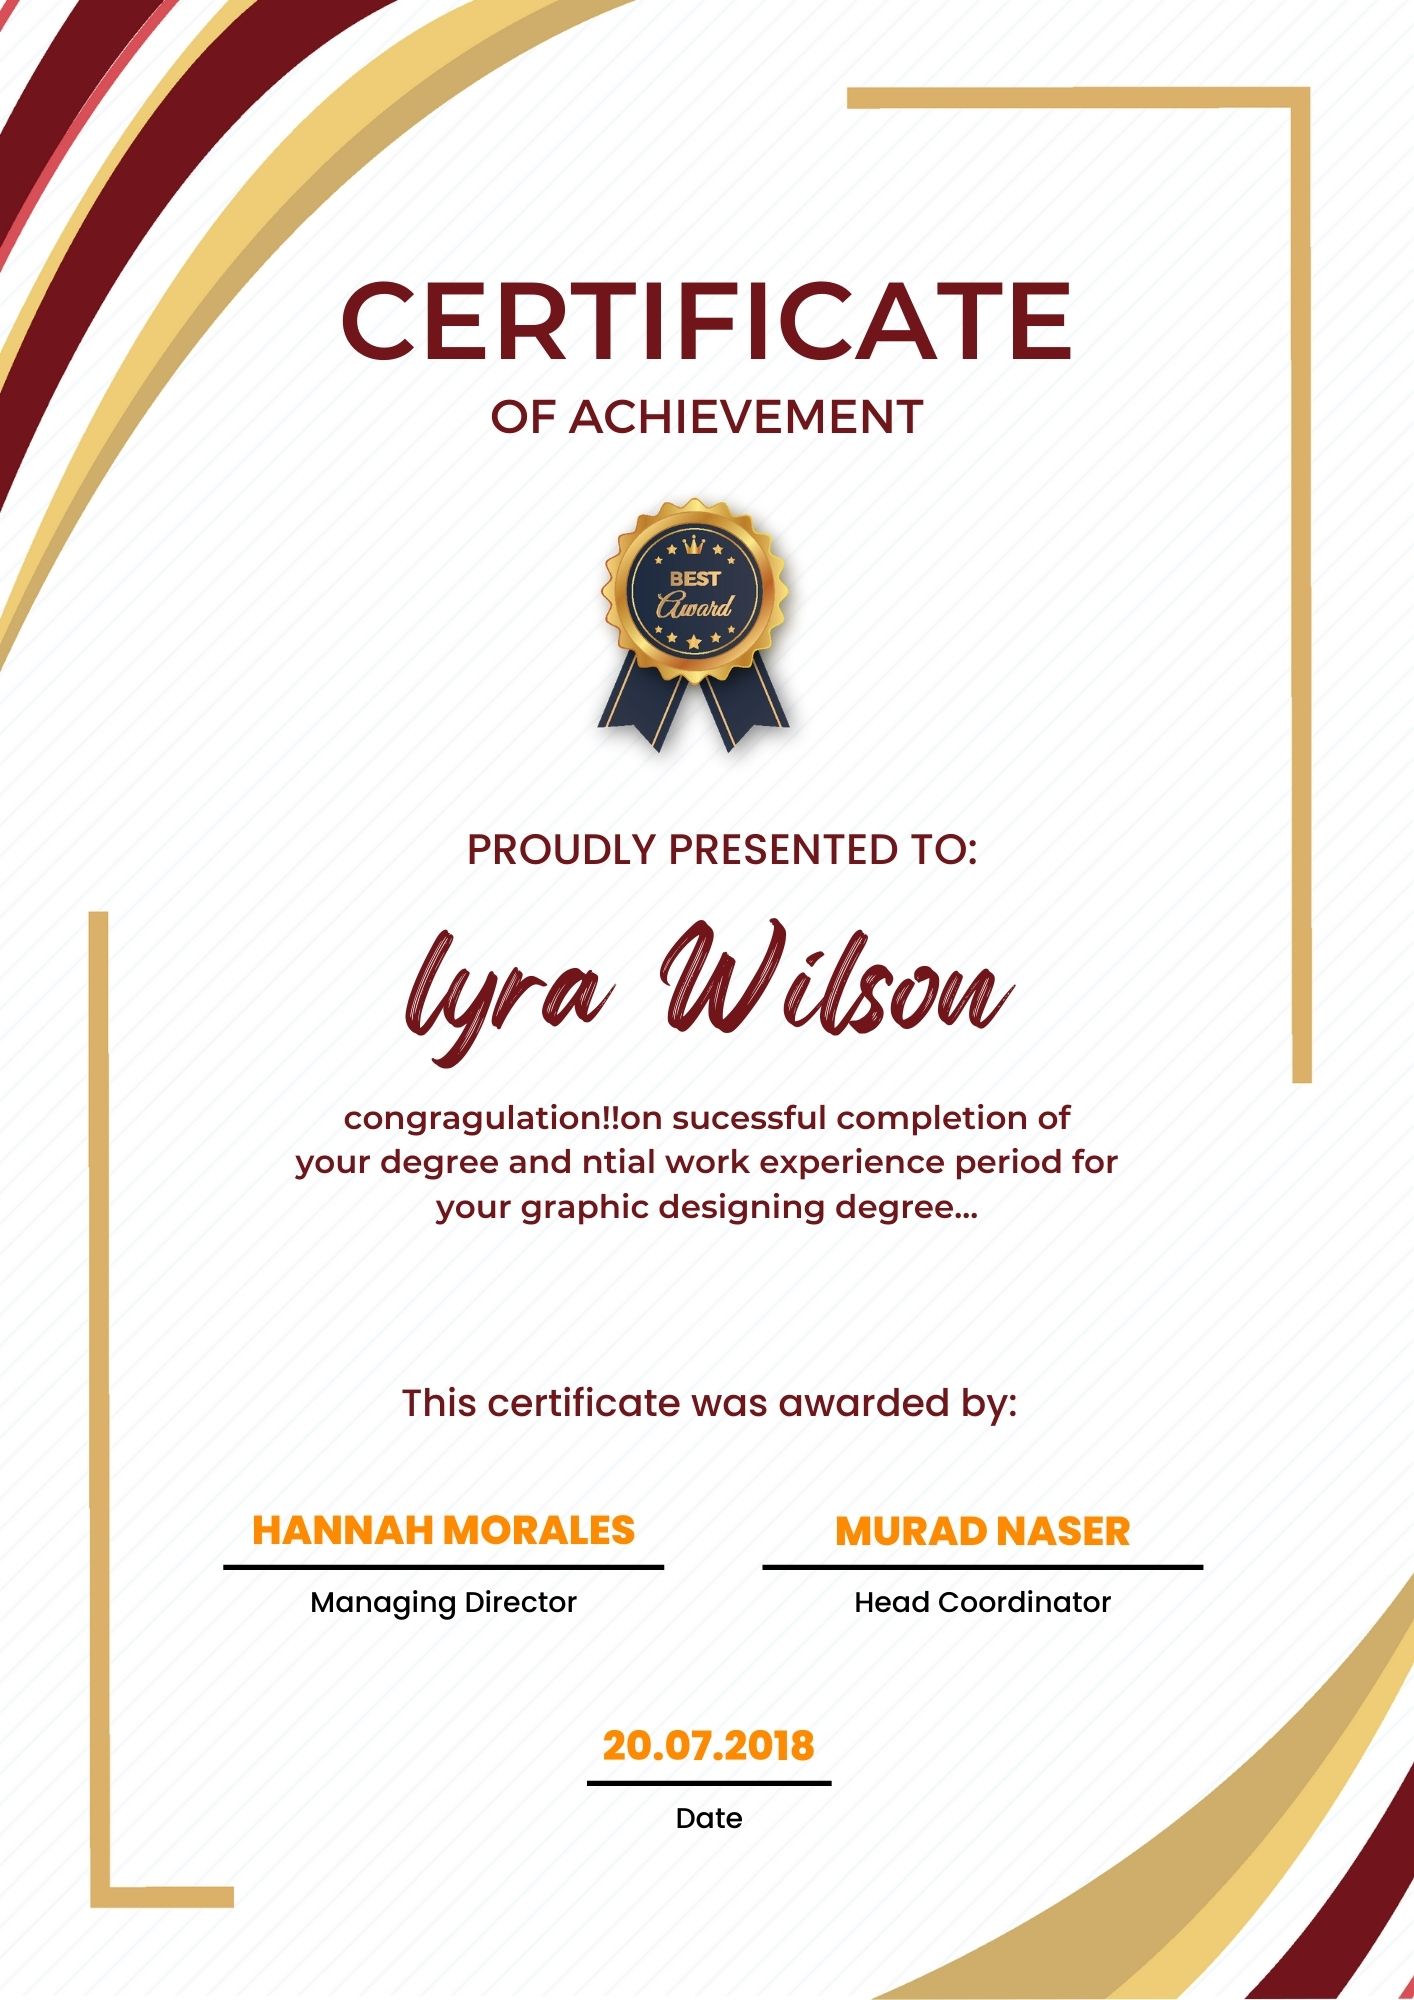 CERTIFICATE
OF ACHIEVEMENT
BEST
Award
PROUDLY PRESENTED TO:
lyra Wilson
congragulation!!on sucessful completion of
your degree and ntial work experience period for
your graphic designing degree...
This certificate was awarded by:
HANNAH MORALES
Managing Director
MURAD NASER
Head Coordinator
20.07.2018
Date